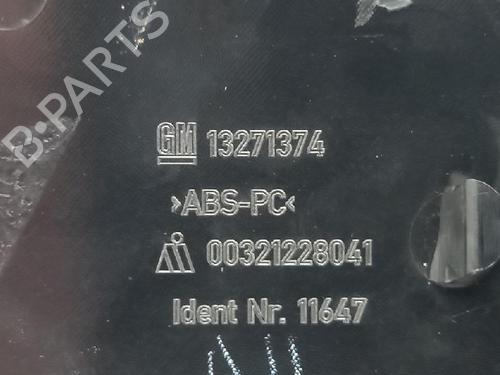 B-PARTS
GM 13271374
>ABS-PC<
00321228041
Ident Nr. 11647